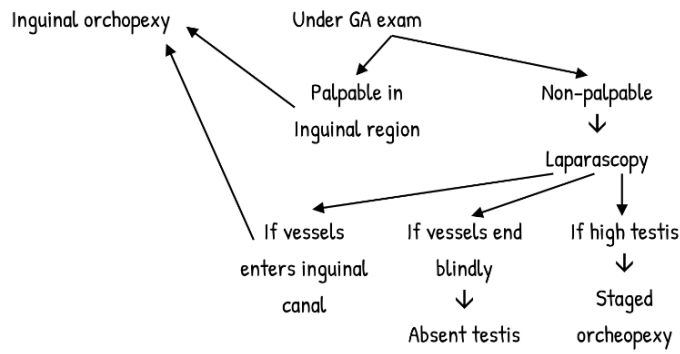 Inguinal orchopexy
Under GA exam
Palpable in
Inguinal region
Non-palpable
Laparascopy
If vessels
enters inguinal
canal
If vessels end
blindly
Absent testis
If high testis
Staged
orcheopexy